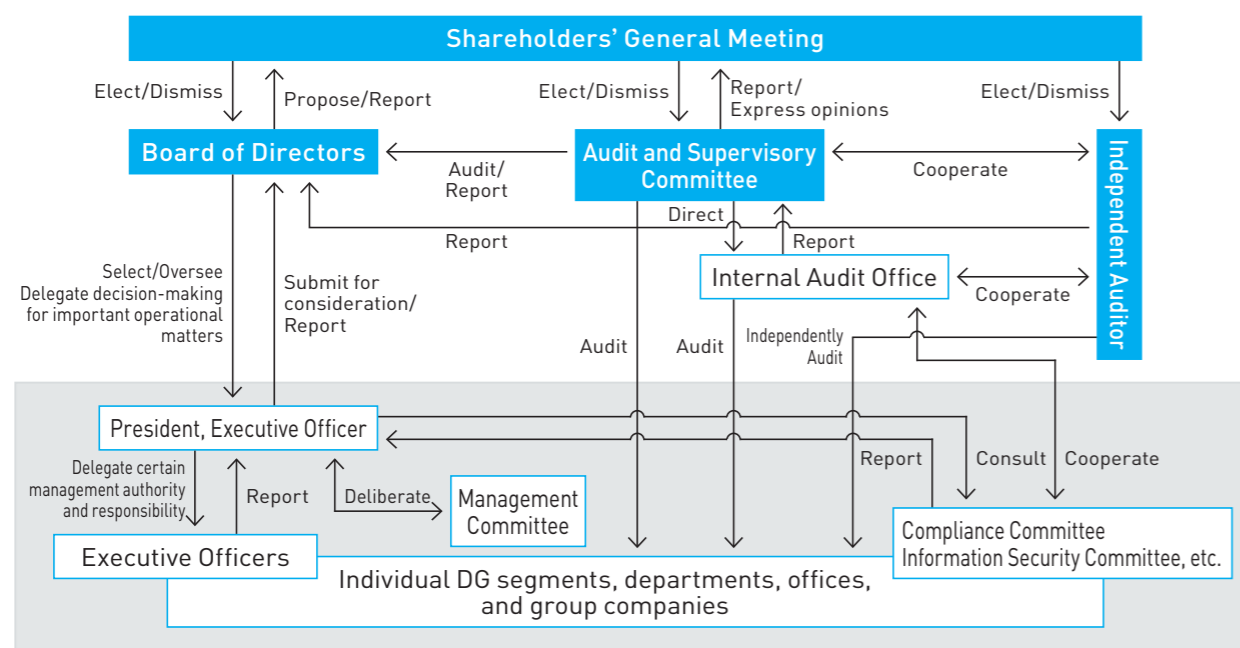 Shareholders’ General Meeting
Elect/Dismiss
Propose/Report
Elect/Dismiss
Report/
Express opinions
Elect/Dismiss
Board of Directors
Audit/
Report
Audit and Supervisory
Committee
Cooperate
Independent Auditor
Report
Direct
Report
Internal Audit Office
Cooperate
Select/Oversee
Delegate decision-making
for important operational
matters
Submit for
consideration/
Report
Audit
Audit
Independently
Audit
President, Executive Officer
Delegate certain
management authority
and responsibility
Report
Deliberate
Management
Committee
Report
Consult
Cooperate
Executive Officers
Compliance Committee
Information Security Committee, etc.
Individual DG segments, departments, offices,
and group companies